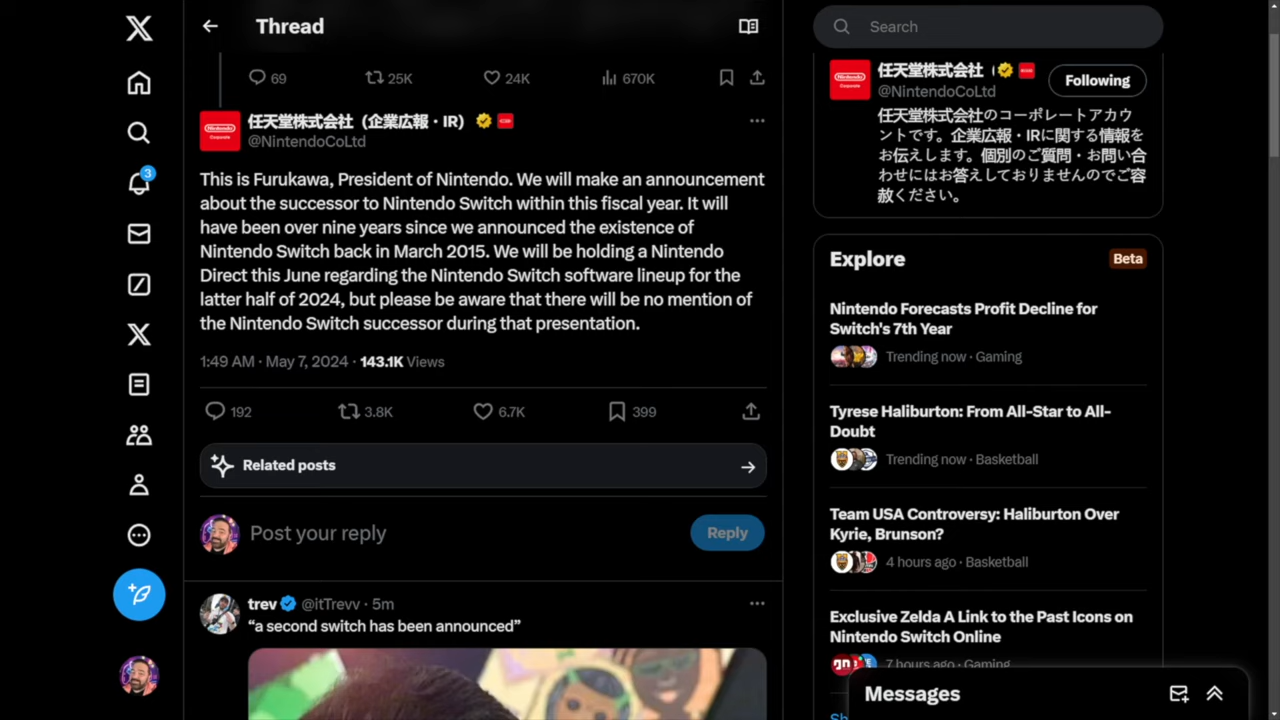 Thread
69
25K
24K
670K
Nintendo
Corporate
任天堂株式会社（企業広報・IR）
@NintendoCoLtd
This is Furukawa, President of Nintendo. We will make an announcement
about the successor to Nintendo Switch within this fiscal year. It will
have been over nine years since we announced the existence of
Nintendo Switch back in March 2015. We will be holding a Nintendo
Direct this June regarding the Nintendo Switch software lineup for the
latter half of 2024, but please be aware that there will be no mention of
the Nintendo Switch successor during that presentation.
1:49 AM · May 7, 2024 · 143.1K Views
192
3.8K
6.7K
399
Related posts
Post your reply
Reply
trev @itTrevv · 5m
“a second switch has been announced”
3
Search
Nintendo
Corporate
任天堂株式会社（
@NintendoCoLtd
Following
任天堂株式会社のコーポレートアカウ
ントです。企業広報・IRに関する情報を
お伝えします。個別のご質問・お問い合
わせにはお答えしておりませんのでご容
赦ください。
Explore
Beta
Nintendo Forecasts Profit Decline for
Switch's 7th Year
Trending now · Gaming
Tyrese Haliburton: From All-Star to All-
Doubt
Trending now · Basketball
Team USA Controversy: Haliburton Over
Kyrie, Brunson?
4 hours ago · Basketball
Exclusive Zelda A Link to the Past Icons on
Nintendo Switch Online
7 hours ago · Gaming
Sh
Messages